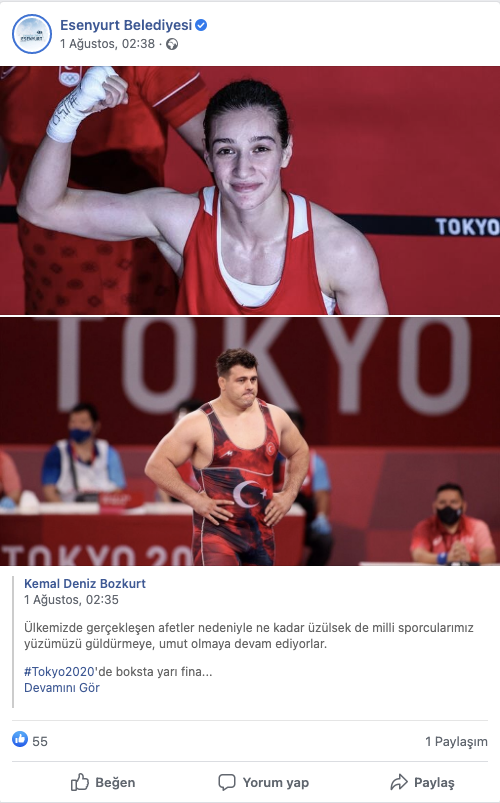 Esenyurt Belediyesi
1 Ağustos, 02:38 ·
ESENYURT
TOKYO
TOKYO
TOKYO 20
Kemal Deniz Bozkurt
1 Ağustos, 02:35
Ülkemizde gerçekleşen afetler nedeniyle ne kadar üzülsek de milli sporcularımız
yüzümüzü güldürmeye, umut olmaya devam ediyorlar.
#Tokyo2020'de boksta yarı fina...
Devamını Gör
55
1 Paylaşım
Beğen
Yorum yap
Paylaş